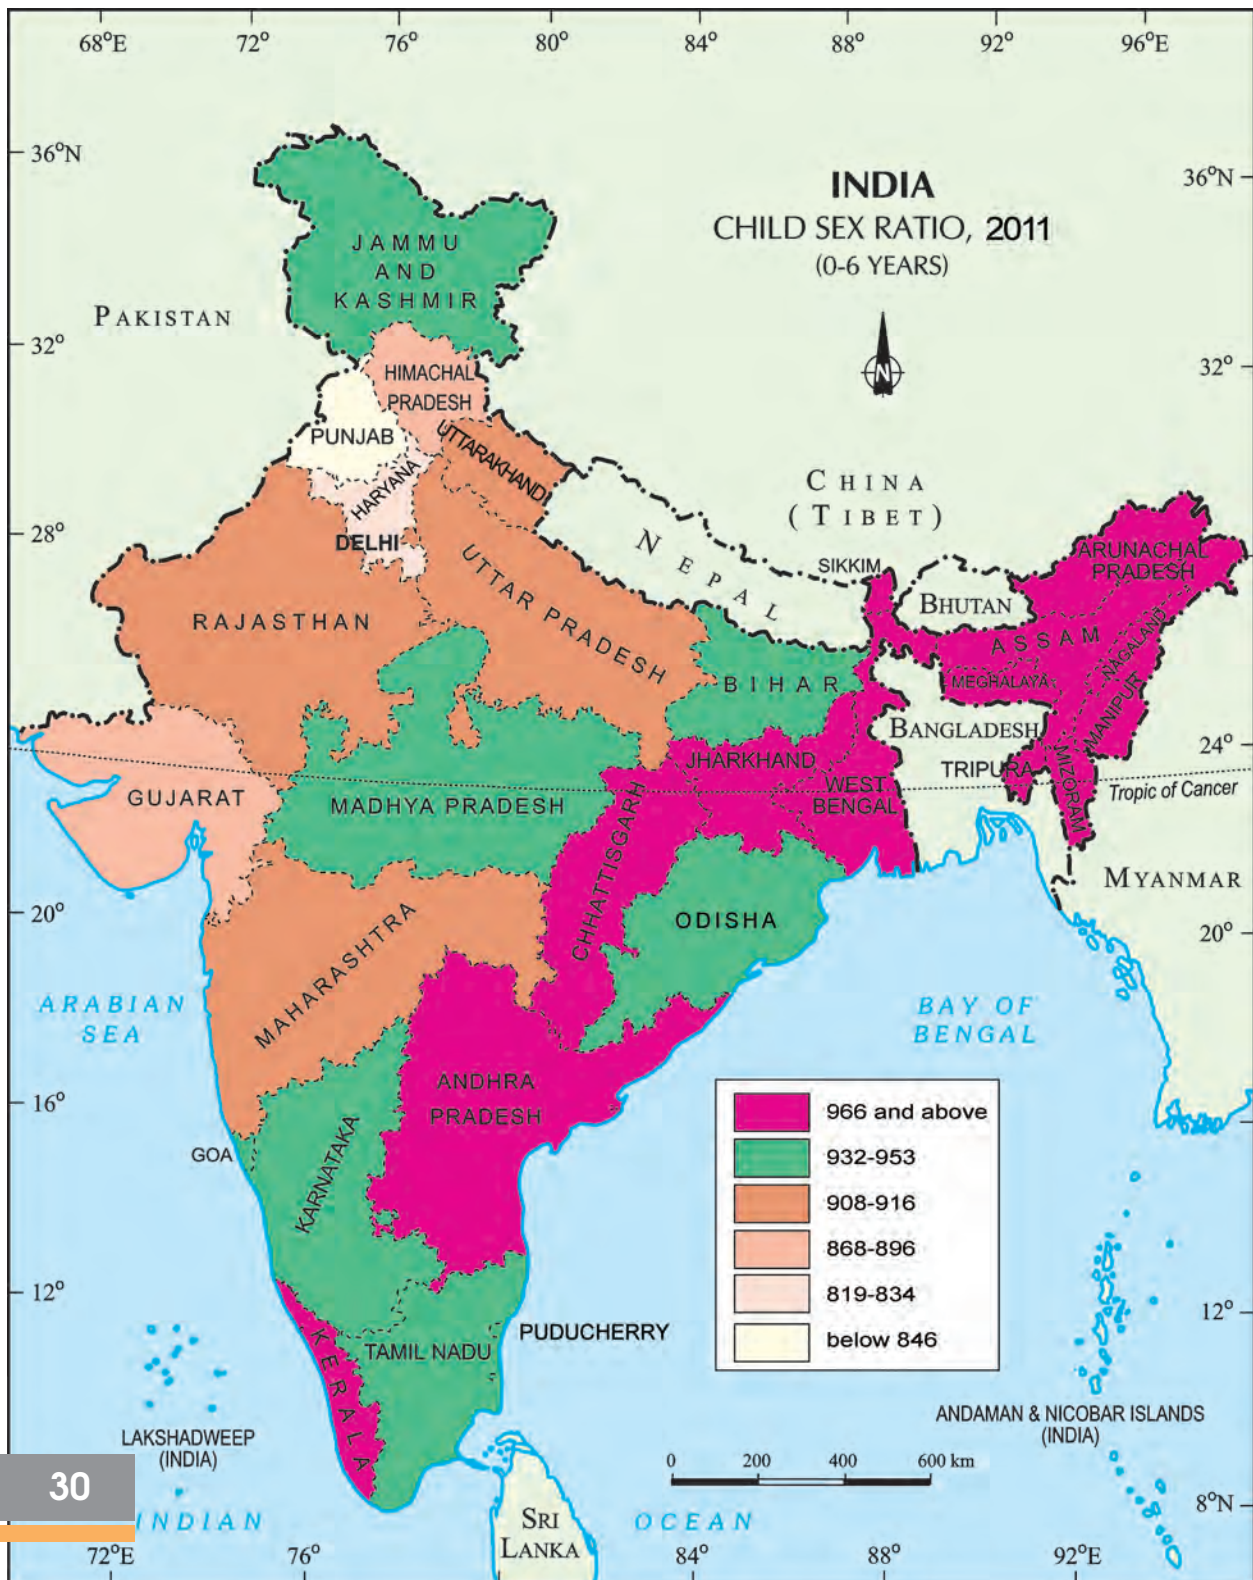 68°E 72° 76° 80° 84° 88° 92° 96°E
36°N
36°N
INDIA
CHILD SEX RATIO, 2011
(0-6 YEARS)
JAMMU
AND
KASHMIR
PAKISTAN
N
32°
32°
HIMACHAL
PRADESH
PUNJAB
UTTARAKHAND
HARYANA
CHINA
(TIBET)
28°
28°
DELHI
NEPAL
SIKKIM
ARUNACHAL
PRADESH
BHUTAN
UTTAR PRADESH
RAJASTHAN
ASSAM
NAGALAND
BIHAR
MEGHALAYA
MANIPUR
BANGLADESH
24°
JHARKHAND
TRIPURA
MIZORAM
WEST
BENGAL
Tropic of Cancer
GUJARAT
MADHYA PRADESH
CHHATTISGARH
MYANMAR
20°
20°
ODISHA
MAHARASHTRA
ARABIAN
SEA
BAY OF
BENGAL
ANDHRA
PRADESH
16°
GOA
KARNATAKA
966 and above
932-953
908-916
868-896
819-834
below 846
12°
12°
PUDUCHERRY
KERALA
TAMIL NADU
LAKSHADWEEP
(INDIA)
ANDAMAN & NICOBAR ISLANDS
(INDIA)
0 200 400 600 km
30
8°N
INDIAN OCEAN
SRI
LANKA
72°E 76° 84° 88° 92°E